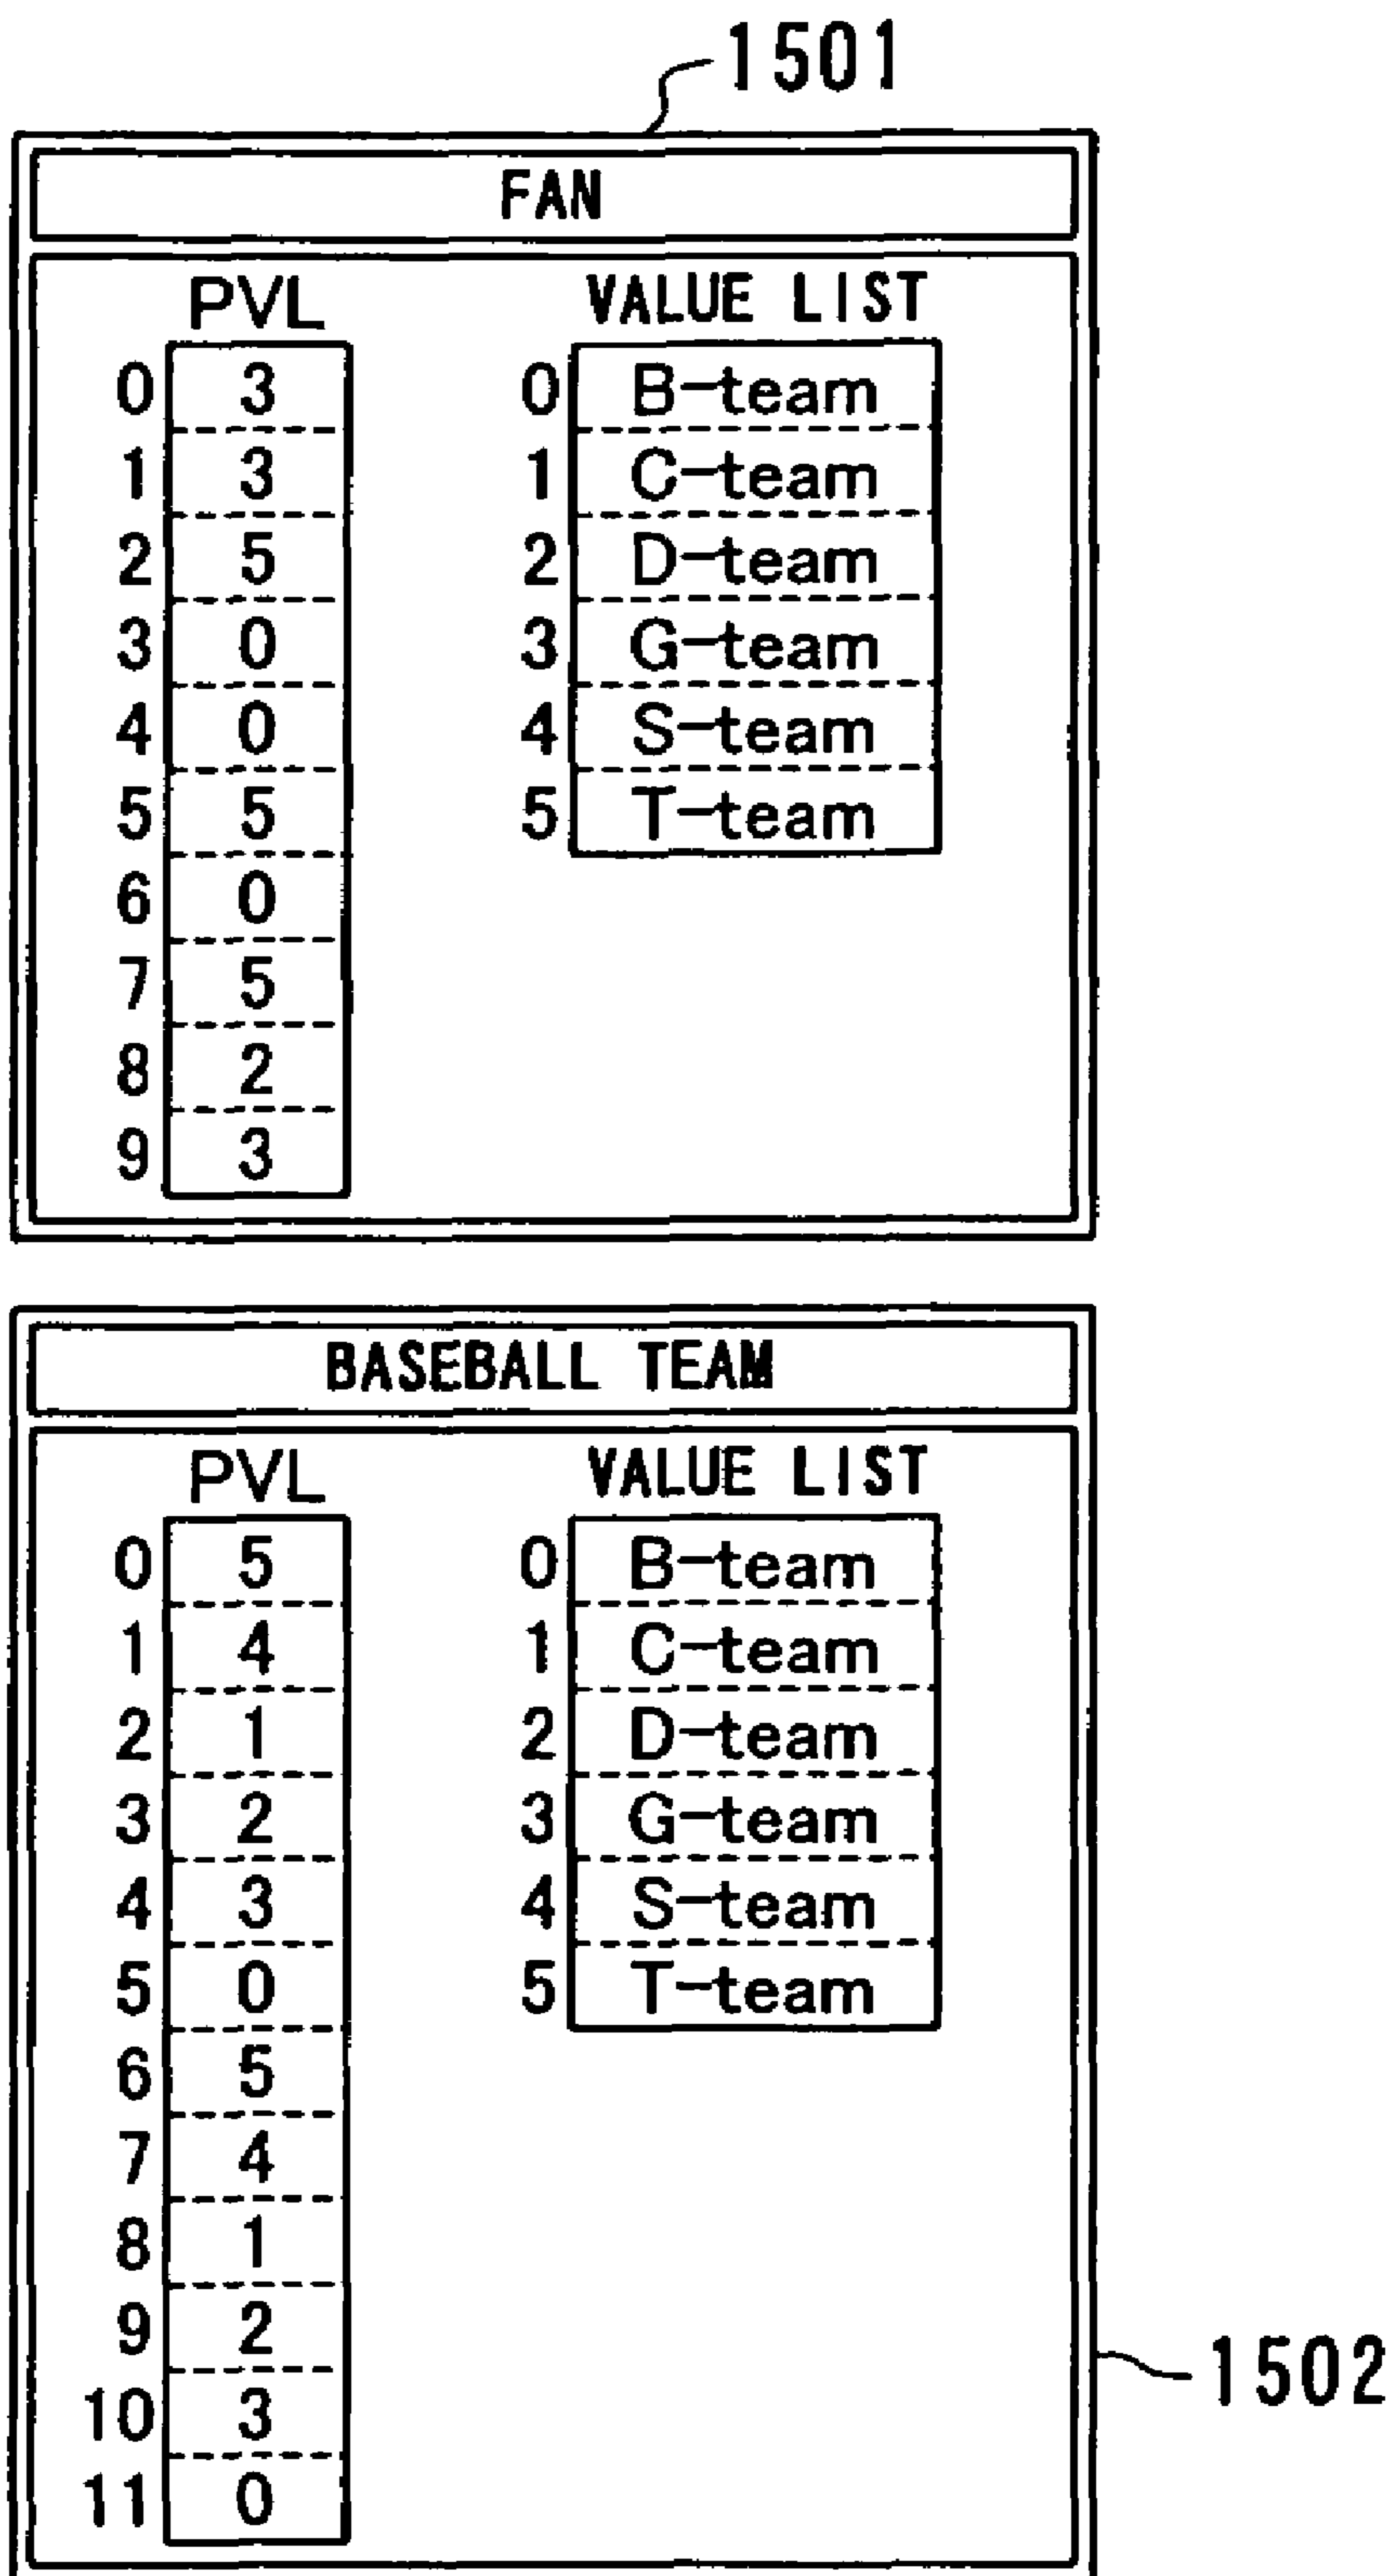 1501
FAN
PVL VALUE LIST
0 3 0 B-team
1 3 1 C-team
2 5 2 D-team
3 0 3 G-team
4 0 4 S-team
5 5 5 T-team
6 0
7 5
8 2
9 3
BASEBALL TEAM
PVL VALUE LIST
0 5 0 B-team
1 4 1 C-team
2 1 2 D-team
3 2 3 G-team
4 3 4 S-team
5 0 5 T-team
6 5
7 4
8 1
9 2
10 3
11 0
1502